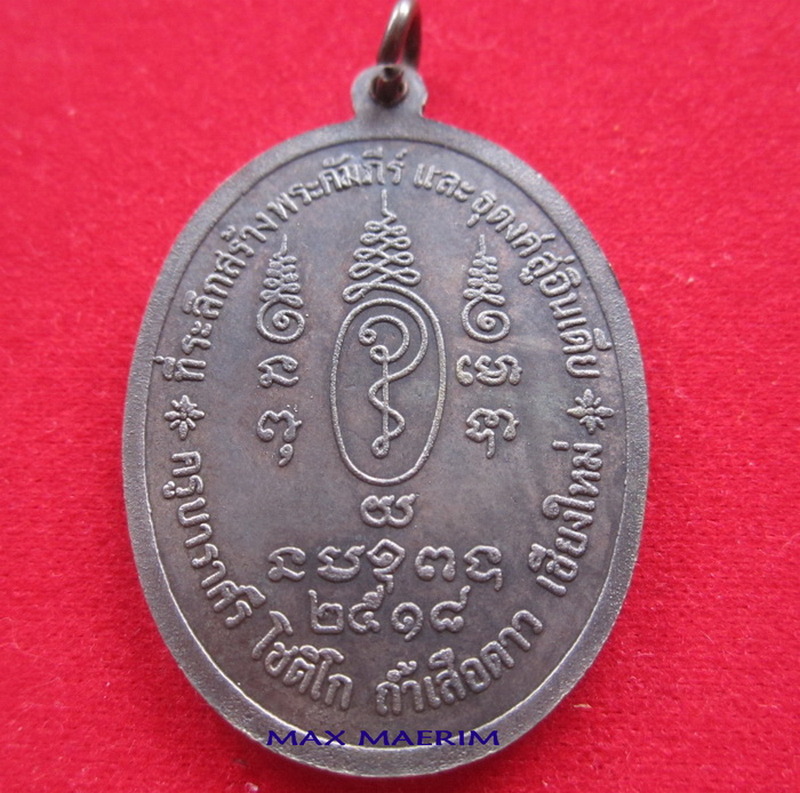 ที่ระลึกสร้างพระคัมภีร์ และธุดงค์สู่อินเดีย
๒๕๑๘
ครูบาราศรี โชติโก ถ้ำเสือดาว เชียงใหม่
MAX MAERIM